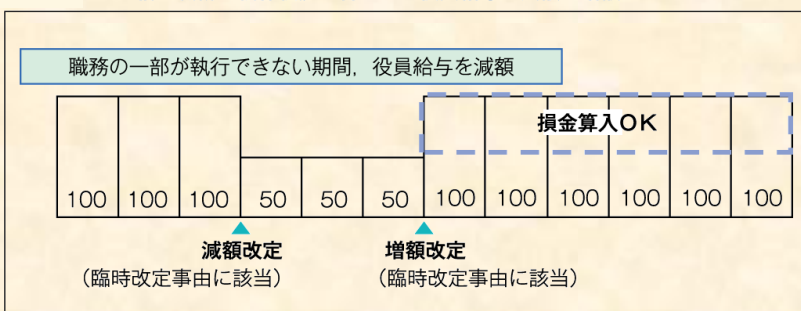 職務の一部が執行できない期間，役員給与を減額
損金算入OK
100 100 100 50 50 50 100 100 100 100 100 100
減額改定 増額改定
（臨時改定事由に該当） （臨時改定事由に該当）